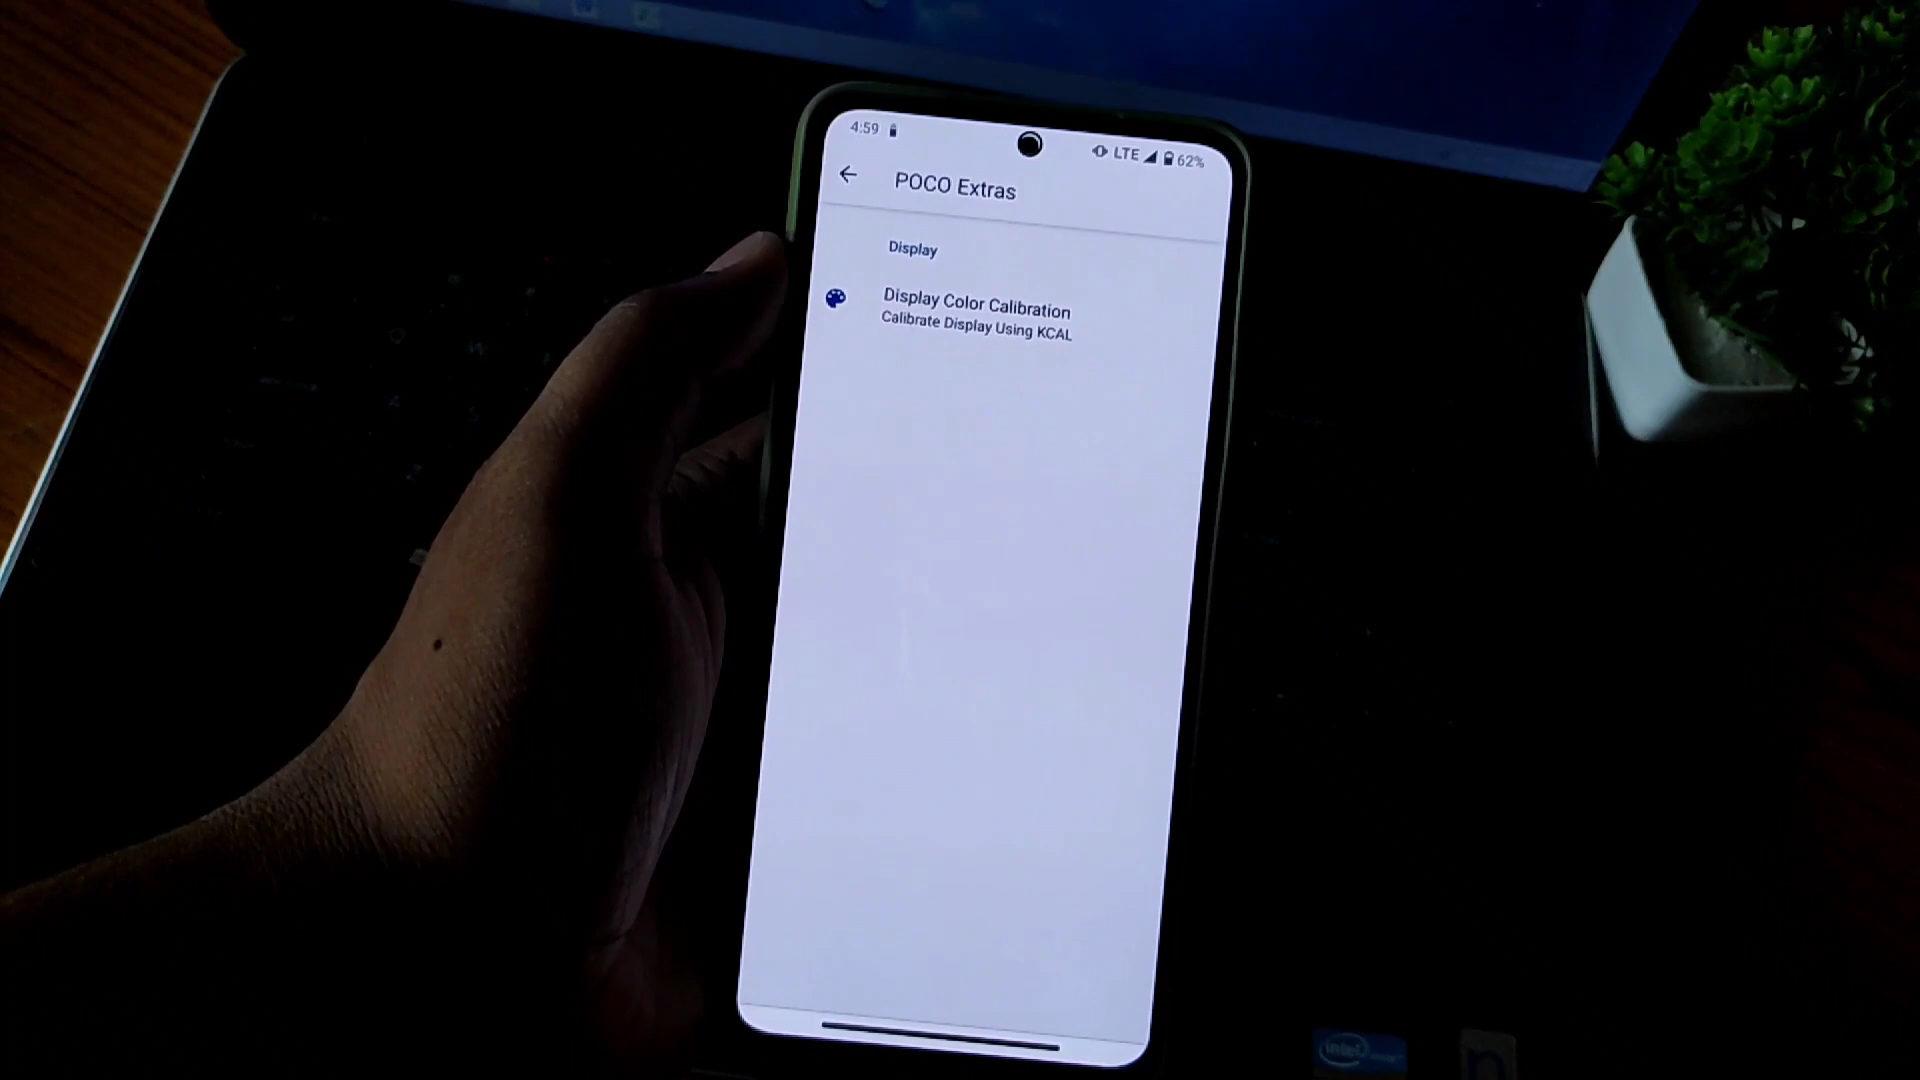 4:59 LTE 62%
POCO Extras
Display
Display Color Calibration
Calibrate Display Using KCAL
intel